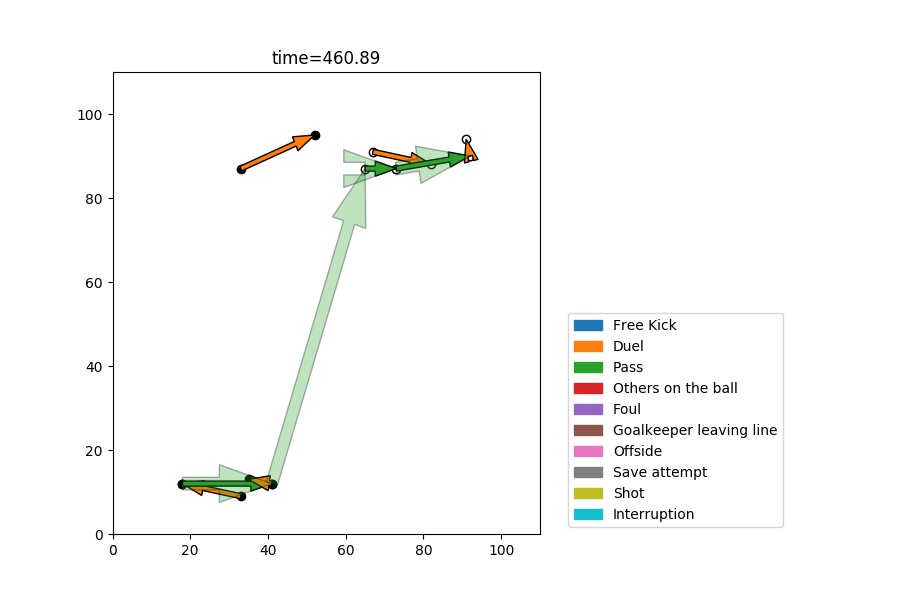 time=460.89
100
80
60
40
20
0
0 20 40 60 80 100
Free Kick
Duel
Pass
Others on the ball
Foul
Goalkeeper leaving line
Offside
Save attempt
Shot
Interruption